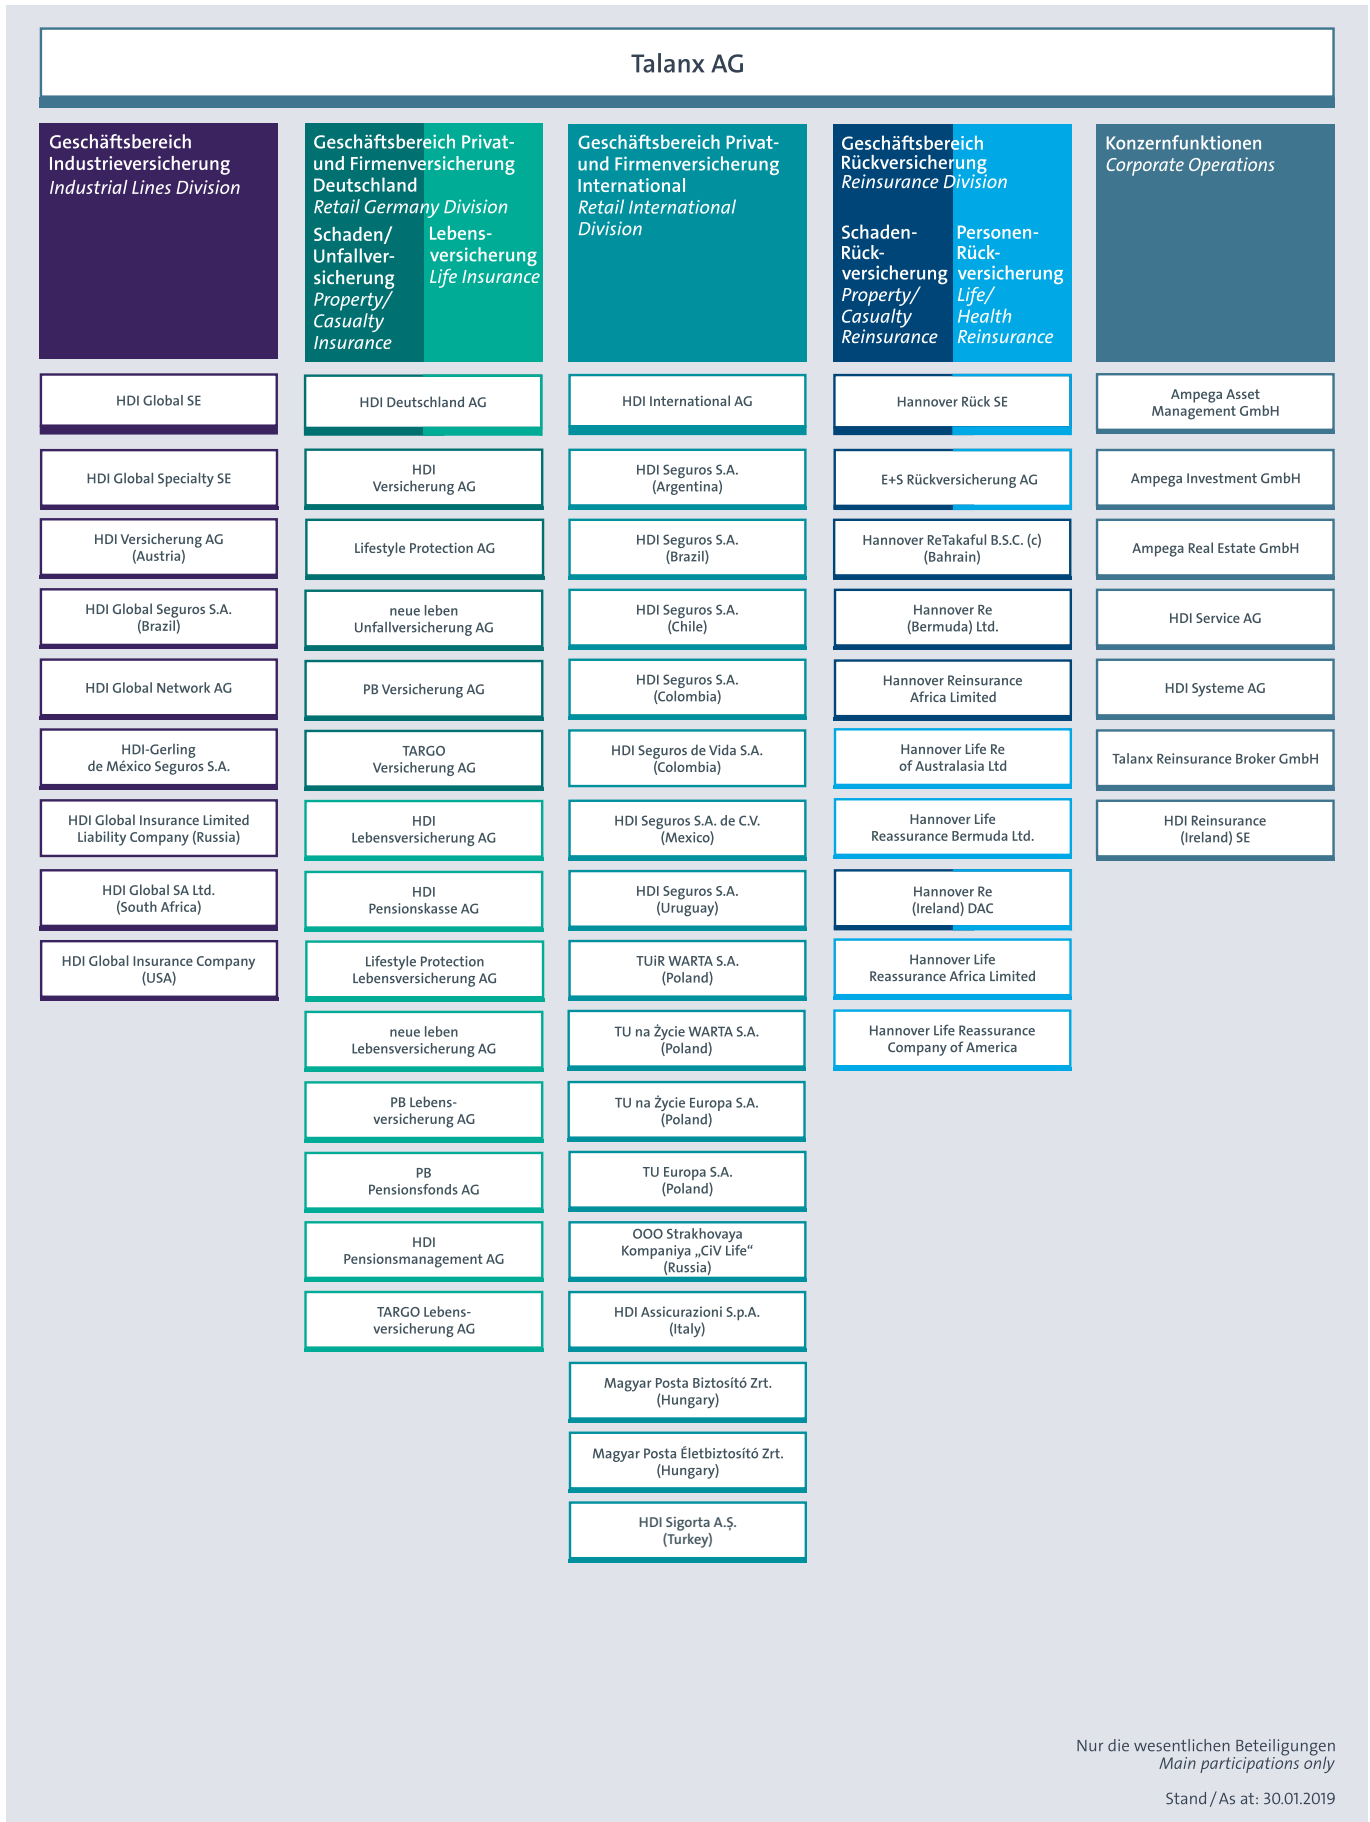 Talanx AG
Geschäftsbereich
Industrieversicherung
Industrial Lines Division
HDI Global SE
HDI Global Specialty SE
HDI Versicherung AG
(Austria)
HDI Global Seguros S.A.
(Brazil)
HDI Global Network AG
HDI-Gerling
de México Seguros S.A.
HDI Global Insurance Limited
Liability Company (Russia)
HDI Global SA Ltd.
(South Africa)
HDI Global Insurance Company
(USA)
Geschäftsbereich Privat-
und Firmenversicherung
Deutschland
Retail Germany Division
Schaden/
Unfallver-
sicherung
Property/
Casualty
Insurance
Lebens-
versicherung
Life Insurance
HDI Deutschland AG
HDI
Versicherung AG
Lifestyle Protection AG
neue leben
Unfallversicherung AG
PB Versicherung AG
TARGO
Versicherung AG
HDI
Lebensversicherung AG
HDI
Pensionskasse AG
Lifestyle Protection
Lebensversicherung AG
neue leben
Lebensversicherung AG
PB Lebens-
versicherung AG
PB
Pensionsfonds AG
HDI
Pensionsmanagement AG
TARGO Lebens-
versicherung AG
Geschäftsbereich Privat-
und Firmenversicherung
International
Retail International
Division
HDI International AG
HDI Seguros S.A.
(Argentina)
HDI Seguros S.A.
(Brazil)
HDI Seguros S.A.
(Chile)
HDI Seguros S.A.
(Colombia)
HDI Seguros de Vida S.A.
(Colombia)
HDI Seguros S.A. de C.V.
(Mexico)
HDI Seguros S.A.
(Uruguay)
TUiR WARTA S.A.
(Poland)
TU na Życie WARTA S.A.
(Poland)
TU na Życie Europa S.A.
(Poland)
TU Europa S.A.
(Poland)
OOO Strakhovaya
Kompaniya „CiV Life“
(Russia)
HDI Assicurazioni S.p.A.
(Italy)
Magyar Posta Biztosító Zrt.
(Hungary)
Magyar Posta Életbiztosító Zrt.
(Hungary)
HDI Sigorta A.Ş.
(Turkey)
Geschäftsbereich
Rückversicherung
Reinsurance Division
Schaden-
Rück-
versicherung
Property/
Casualty
Reinsurance
Personen-
Rück-
versicherung
Life/
Health
Reinsurance
Hannover Rück SE
E+S Rückversicherung AG
Hannover ReTakaful B.S.C. (c)
(Bahrain)
Hannover Re
(Bermuda) Ltd.
Hannover Reinsurance
Africa Limited
Hannover Life Re
of Australasia Ltd
Hannover Life
Reassurance Bermuda Ltd.
Hannover Re
(Ireland) DAC
Hannover Life
Reassurance Africa Limited
Hannover Life Reassurance
Company of America
Konzernfunktionen
Corporate Operations
Ampega Asset
Management GmbH
Ampega Investment GmbH
Ampega Real Estate GmbH
HDI Service AG
HDI Systeme AG
Talanx Reinsurance Broker GmbH
HDI Reinsurance
(Ireland) SE
Nur die wesentlichen Beteiligungen
Main participations only
Stand / As at: 30.01.2019